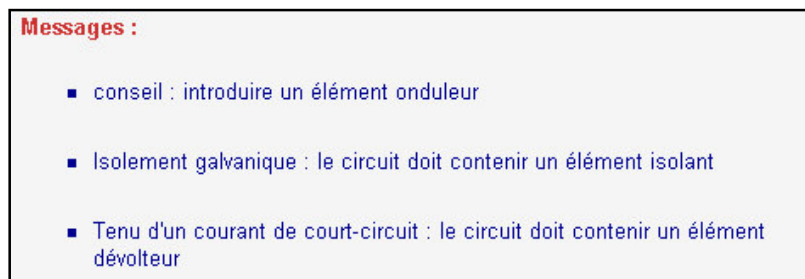 Messages :
▪ conseil : introduire un élément onduleur
▪ Isolement galvanique : le circuit doit contenir un élément isolant
▪ Tenu d'un courant de court-circuit : le circuit doit contenir un élément
dévolteur